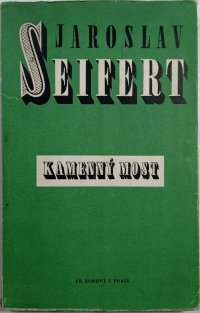 JAROSLAV
SEIFERT
KAMENNÝ MOST
FR. BOROVÝ V PRAZE